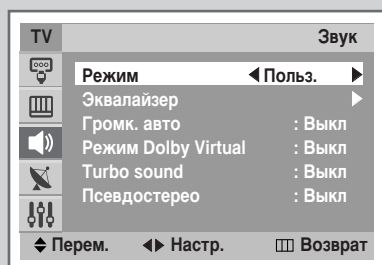 TV Звук
Режим Польз.
Эквалайзер
Громк. авто : Выкл
Режим Dolby Virtual : Выкл
Turbo sound : Выкл
Псевдостерео : Выкл
Перем. Настр. Возврат